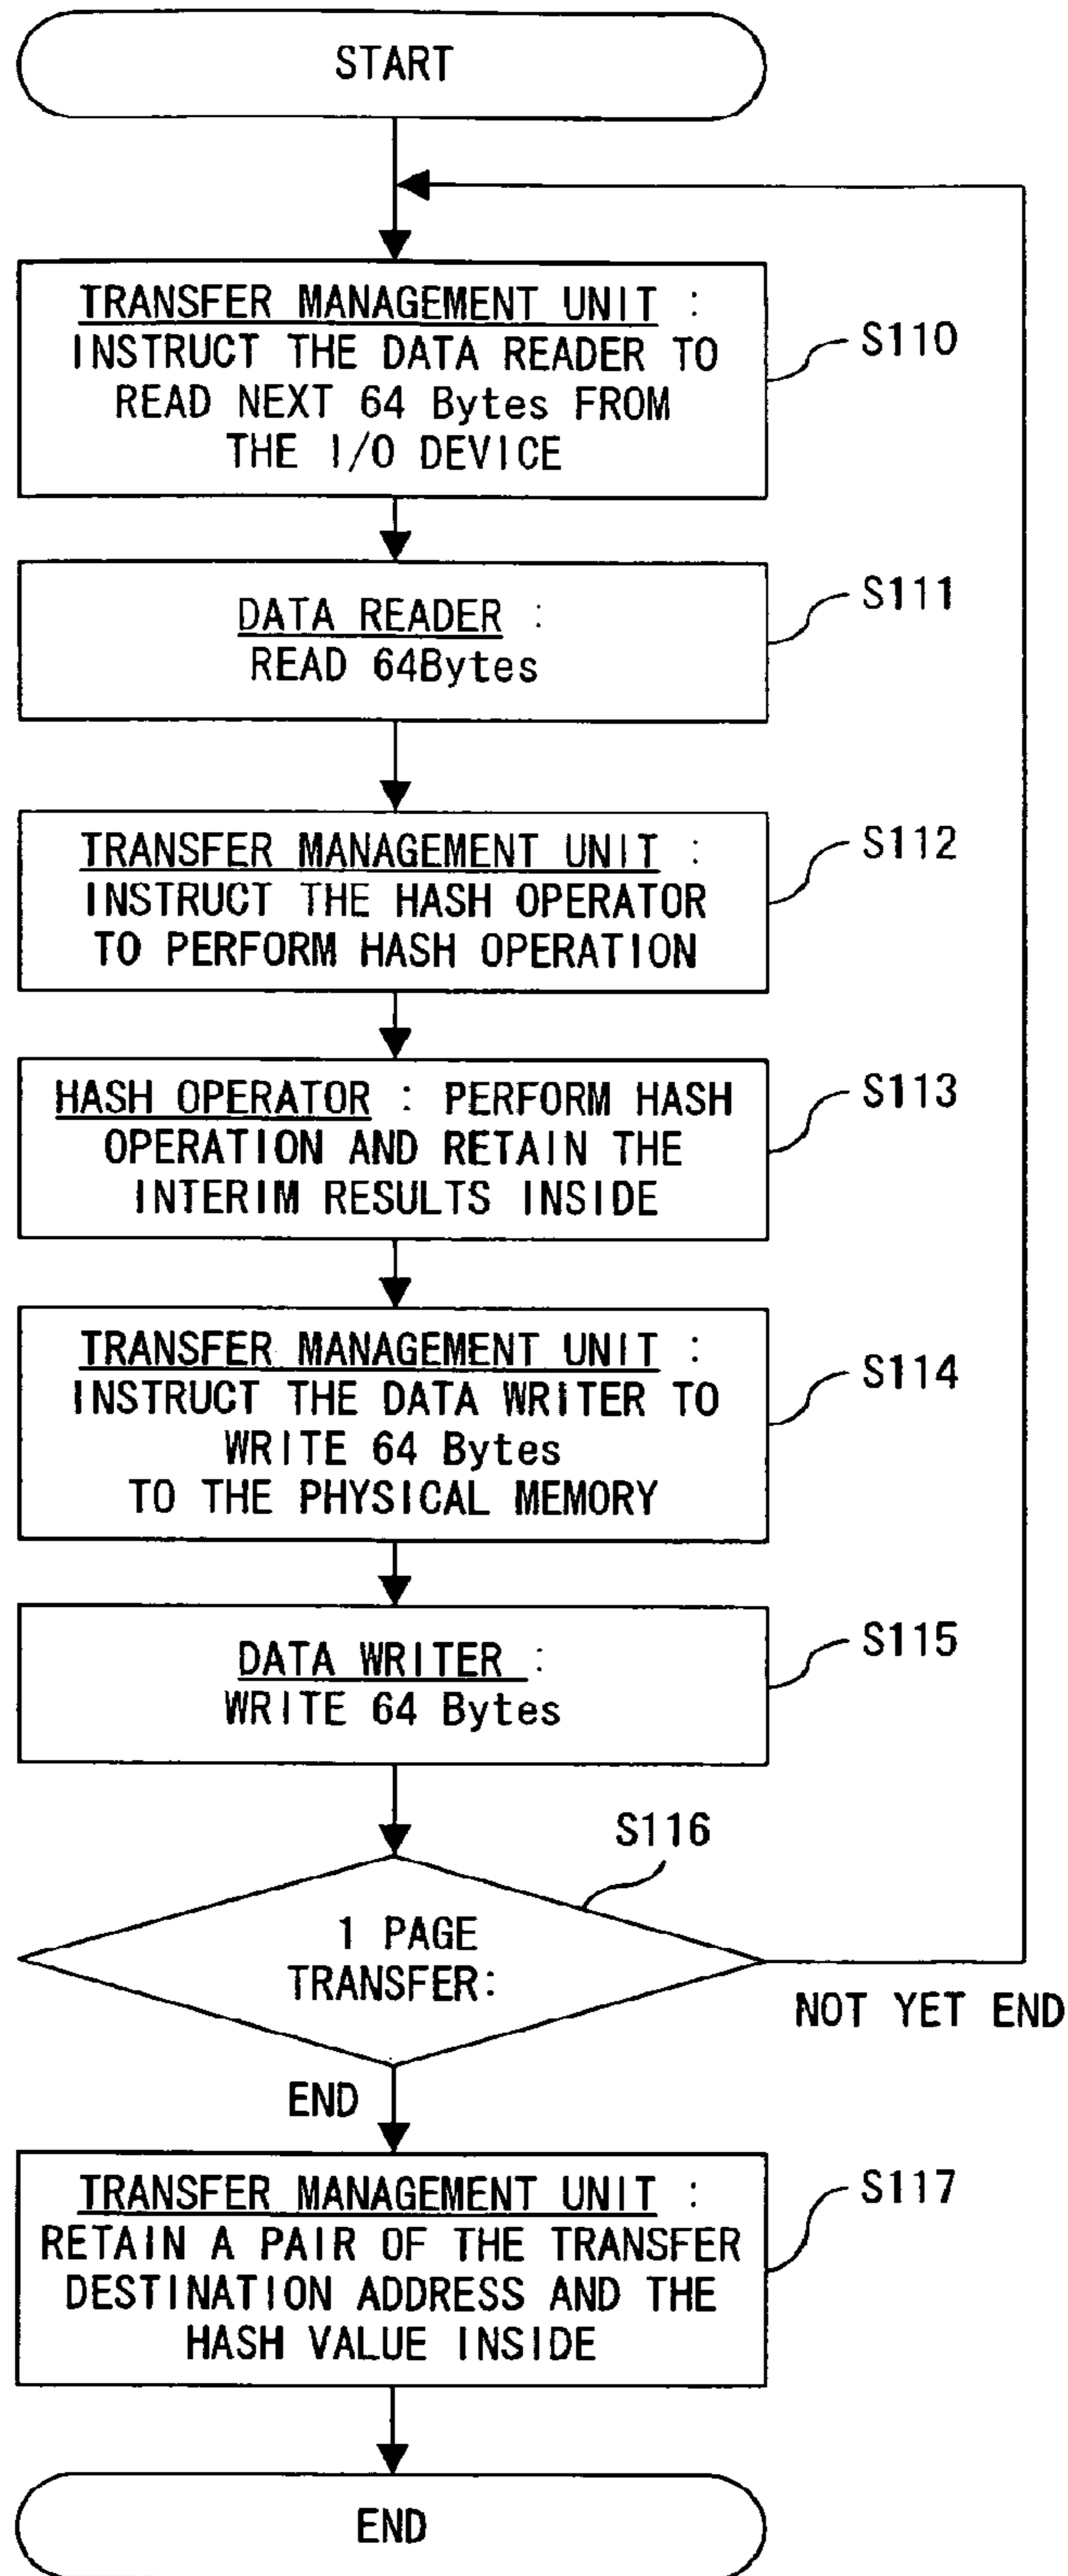 START
TRANSFER MANAGEMENT UNIT :
INSTRUCT THE DATA READER TO
READ NEXT 64 Bytes FROM
THE I/O DEVICE
S110
DATA READER :
READ 64Bytes
S111
TRANSFER MANAGEMENT UNIT :
INSTRUCT THE HASH OPERATOR
TO PERFORM HASH OPERATION
S112
HASH OPERATOR : PERFORM HASH
OPERATION AND RETAIN THE
INTERIM RESULTS INSIDE
S113
TRANSFER MANAGEMENT UNIT :
INSTRUCT THE DATA WRITER TO
WRITE 64 Bytes
TO THE PHYSICAL MEMORY
S114
DATA WRITER :
WRITE 64 Bytes
S115
S116
1 PAGE
TRANSFER:
NOT YET END
END
TRANSFER MANAGEMENT UNIT :
RETAIN A PAIR OF THE TRANSFER
DESTINATION ADDRESS AND THE
HASH VALUE INSIDE
S117
END